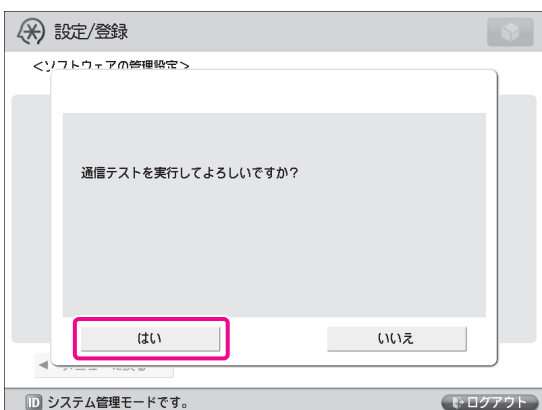 設定/登録
<ソフトウェアの管理設定>
通信テストを実行してよろしいですか？
はい
いいえ
ID システム管理モードです。
ログアウト